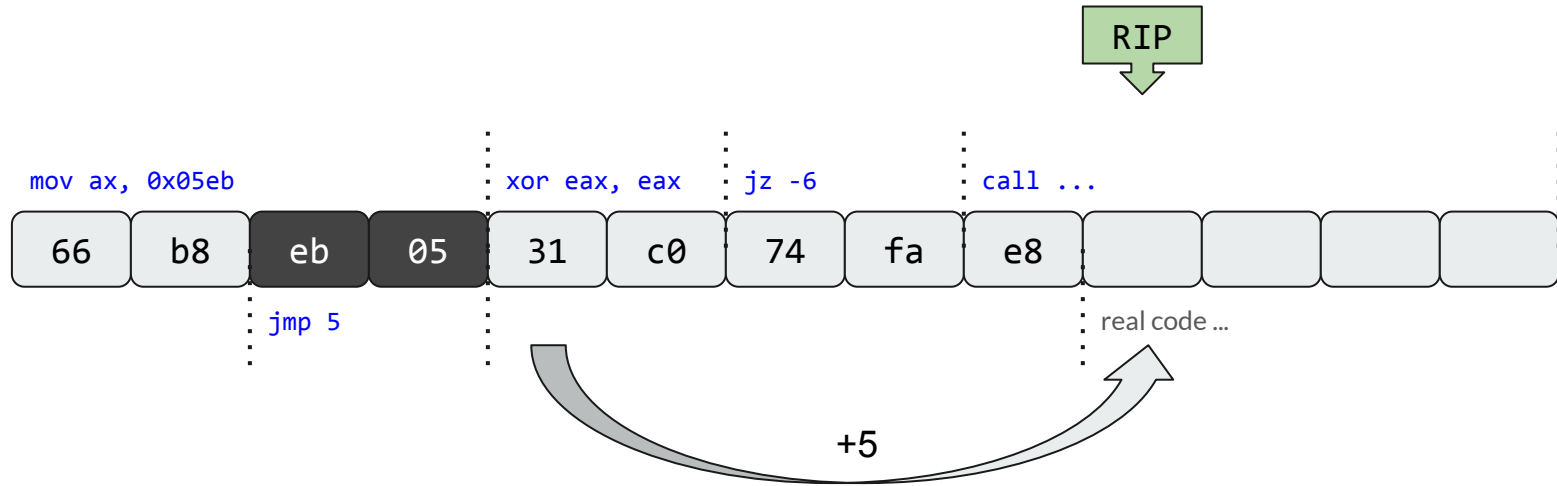 RIP
mov ax, 0x05eb
xor eax, eax
jz -6
call ...
66 b8 eb 05 31 c0 74 fa e8
jmp 5
real code ...
+5